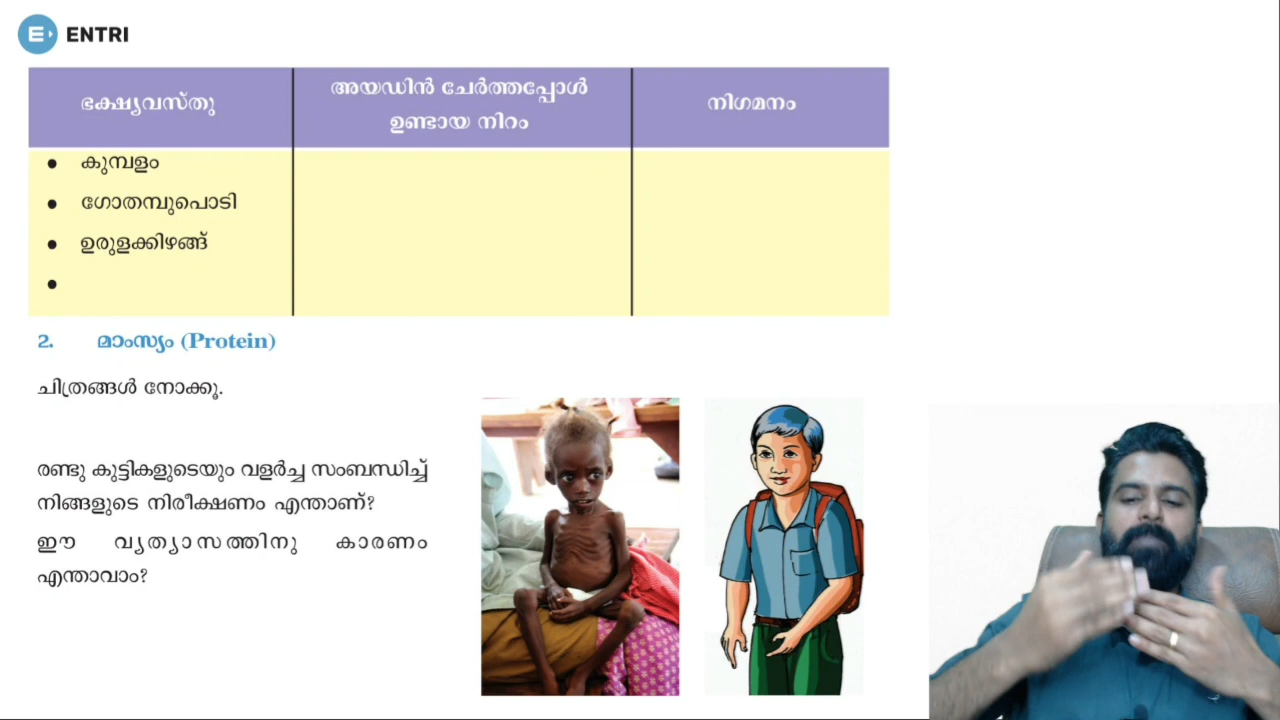 ENTRI
ഭക്ഷ്യവസ്തു
അയഡിൻ ചേർത്തപ്പോൾ
ഉണ്ടായ നിറം
നിഗമനം
• കുമ്പളം
• ഗോതമ്പുപൊടി
• ഉരുളക്കിഴങ്ങ്
•
2. മാംസ്യം (Protein)
ചിത്രങ്ങൾ നോക്കൂ.
രണ്ടു കുട്ടികളുടെയും വളർച്ച സംബന്ധിച്ച്
നിങ്ങളുടെ നിരീക്ഷണം എന്താണ്?
ഈ വ്യത്യാസത്തിനു കാരണം
എന്താവാം?